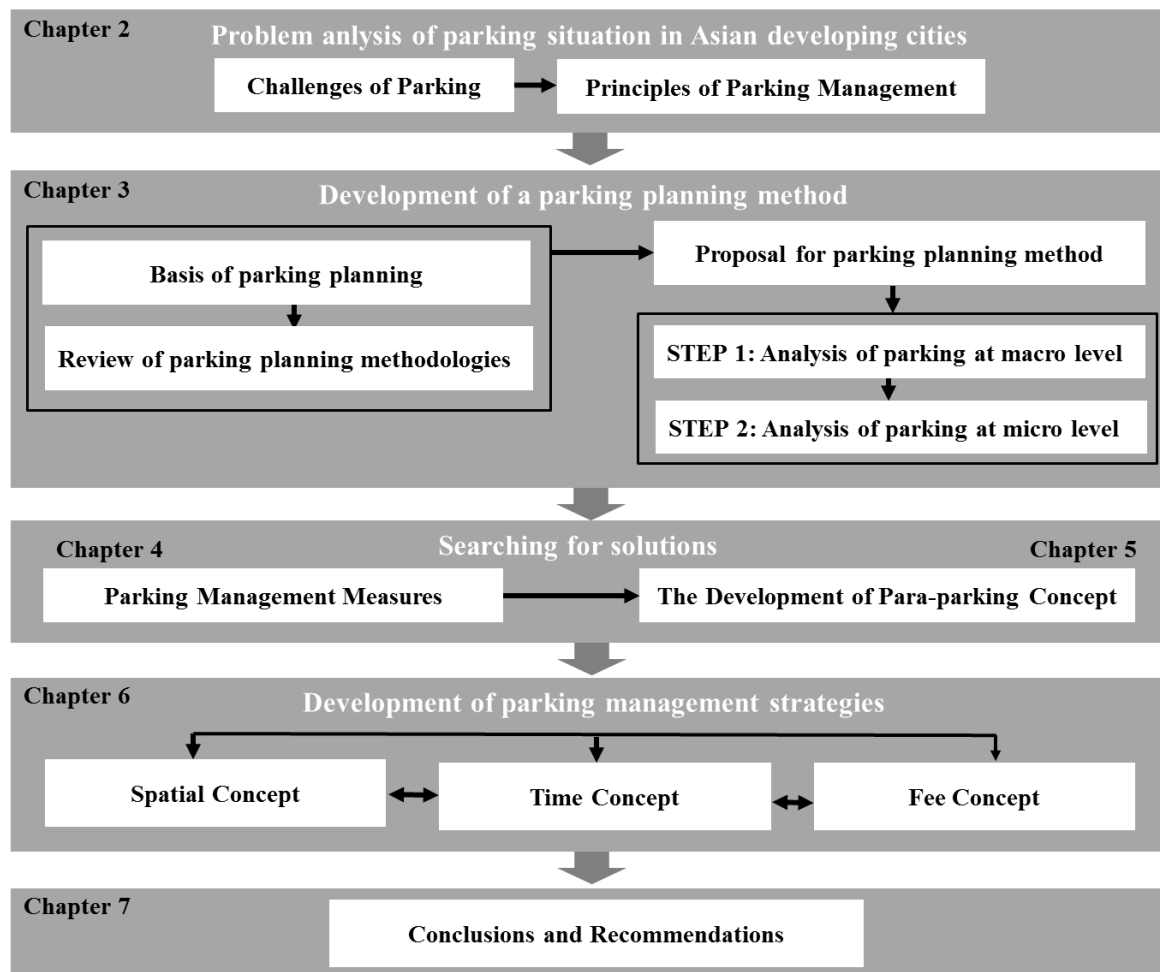 Chapter 2
Problem anlysis of parking situation in Asian developing cities
Challenges of Parking
Principles of Parking Management
Chapter 3
Development of a parking planning method
Basis of parking planning
Review of parking planning methodologies
Proposal for parking planning method
STEP 1: Analysis of parking at macro level
STEP 2: Analysis of parking at micro level
Chapter 4
Searching for solutions
Chapter 5
Parking Management Measures
The Development of Para-parking Concept
Chapter 6
Development of parking management strategies
Spatial Concept
Time Concept
Fee Concept
Chapter 7
Conclusions and Recommendations